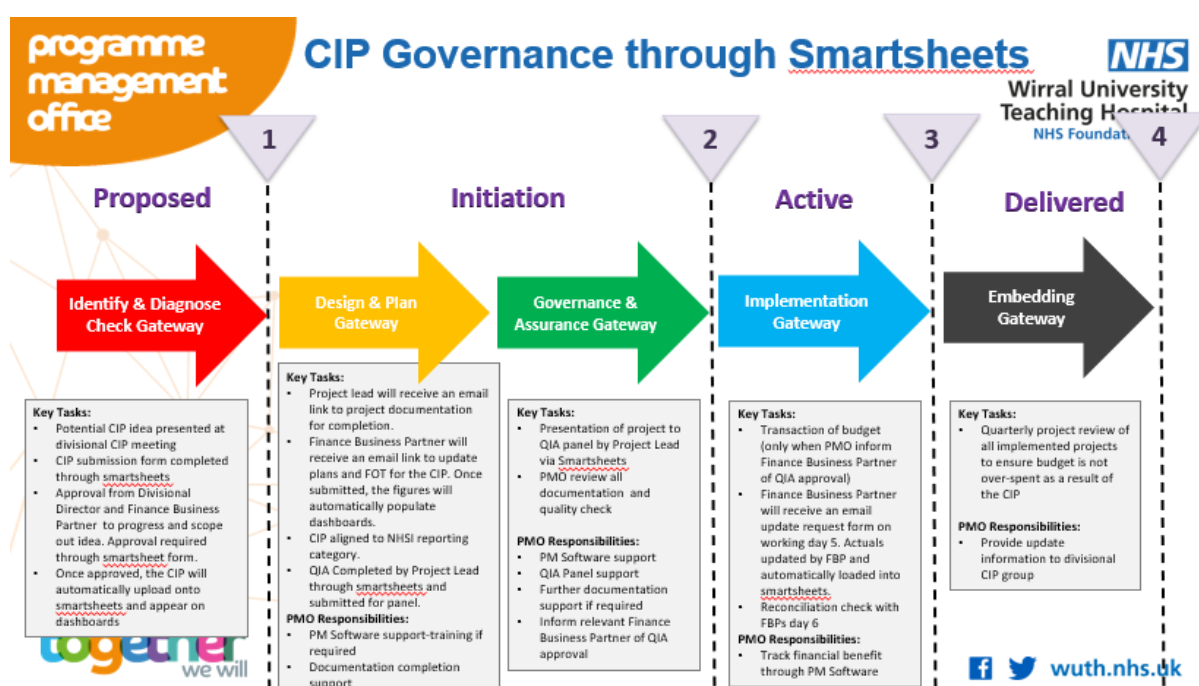 programme
management
office
CIP Governance through Smartsheets
NHS
Wirral University
Teaching Hospital
NHS Foundat
1
2
3
4
Proposed
Initiation
Active
Delivered
Identify & Diagnose
Check Gateway
Design & Plan
Gateway
Governance &
Assurance Gateway
Implementation
Gateway
Embedding
Gateway
Key Tasks:
▪ Potential CIP idea presented at
divisional CIP meeting
▪ CIP submission form completed
through smartsheets
▪ Approval from Divisional
Director and Finance Business
Partner to progress and scope
out idea. Approval required
through smartsheet form.
▪ Once approved, the CIP will
automatically upload onto
smartsheets and appear on
dashboards
Key Tasks:
▪ Project lead will receive an email
link to project documentation
for completion.
▪ Finance Business Partner will
receive an email link to update
plans and FOT for the CIP. Once
submitted, the figures will
automatically populate
dashboards.
▪ CIP aligned to NHSI reporting
category.
▪ QIA Completed by Project Lead
through smartsheets and
submitted for panel.
PMO Responsibilities:
▪ PM Software support-training if
required
▪ Documentation completion
support
Key Tasks:
▪ Presentation of project to
QIA panel by Project Lead
via Smartsheets
▪ PMO review all
documentation and
quality check
PMO Responsibilities:
▪ PM Software support
▪ QIA Panel support
▪ Further documentation
support if required
▪ Inform relevant Finance
Business Partner of QIA
approval
Key Tasks:
▪ Transaction of budget
(only when PMO inform
Finance Business Partner
of QIA approval)
▪ Finance Business Partner
will receive an email
update request form on
working day 5. Actuals
updated by FBP and
automatically loaded into
smartsheets.
▪ Reconciliation check with
FBPs day 6
PMO Responsibilities:
▪ Track financial benefit
through PM Software
Key Tasks:
▪ Quarterly project review of
all implemented projects
to ensure budget is not
over-spent as a result of
the CIP
PMO Responsibilities:
▪ Provide update
information to divisional
CIP group
together
we will
wuth.nhs.uk